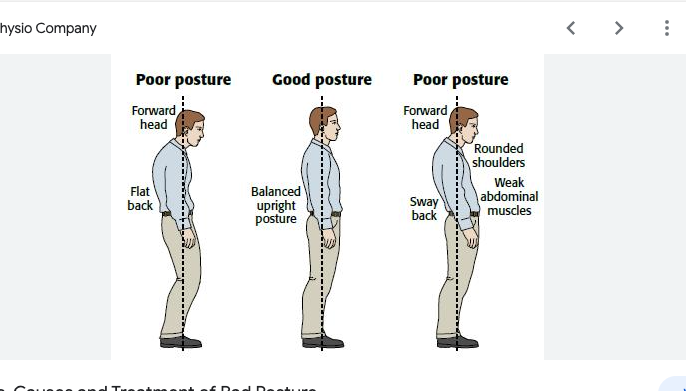 hysio Company
Poor posture
Good posture
Poor posture
Forward
head
Flat
back
Balanced
upright
posture
Forward
head
Rounded
shoulders
Weak
abdominal
muscles
Sway
back
Causes and Treatment of Bad Posture